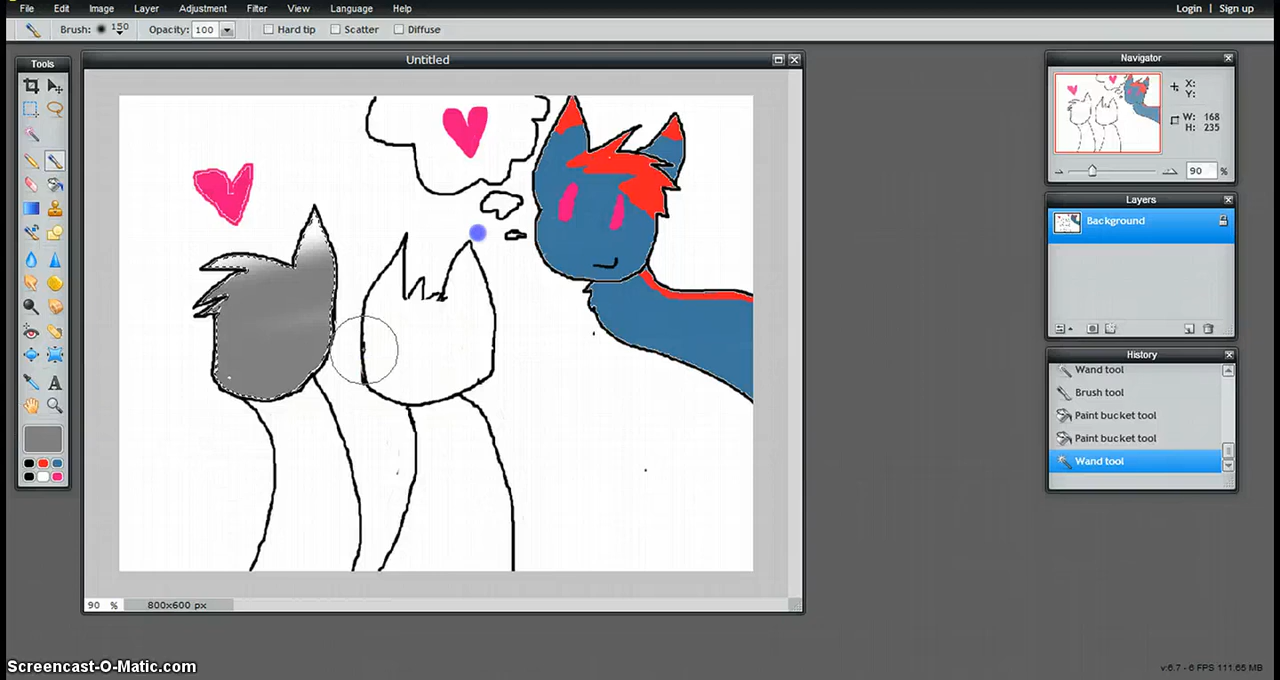 File Edit Image Layer Adjustment Filter View Language Help Login | Sign up
Brush: 150 Opacity: 100 Hard tip Scatter Diffuse
Tools
Untitled
90 % 800x600 px
Navigator
X:
Y:
W: 168
H: 235
90 %
Layers
Background
History
Wand tool
Brush tool
Paint bucket tool
Paint bucket tool
Wand tool
Screencast-O-Matic.com
v:6.7 - 6 FPS 111.65 MB